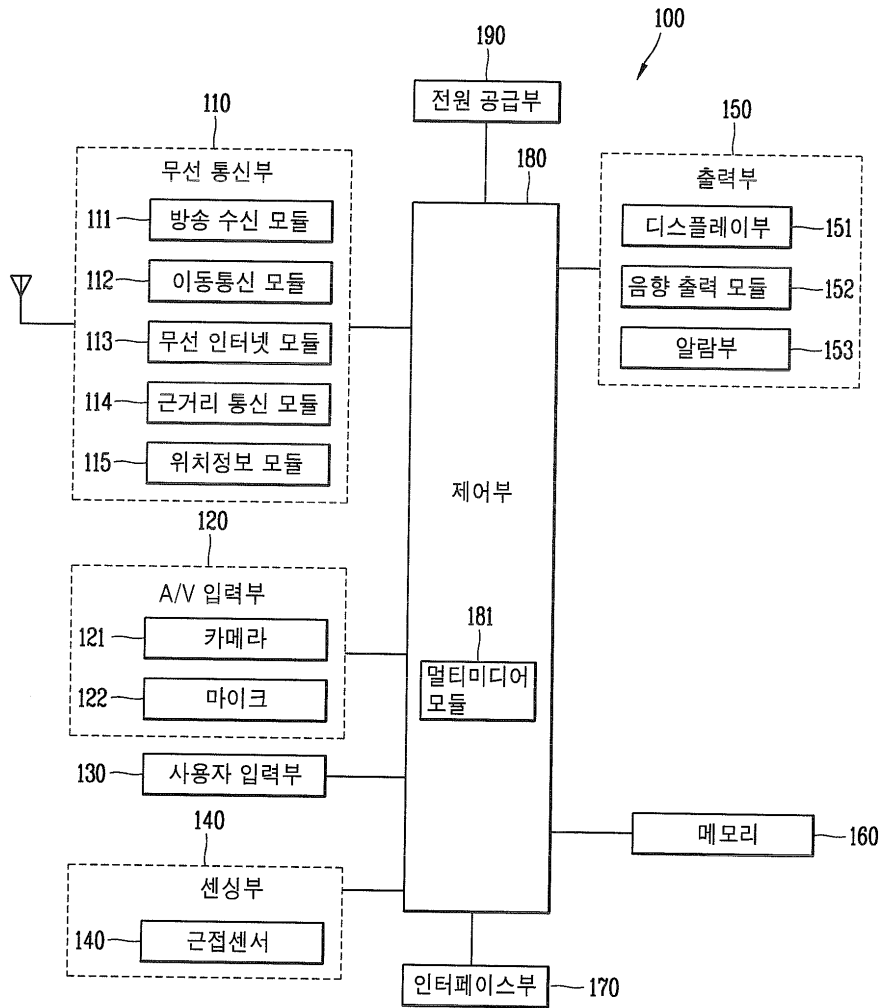 100
190
전원 공급부
110
무선 통신부
111
방송 수신 모듈
112
이동통신 모듈
113
무선 인터넷 모듈
114
근거리 통신 모듈
115
위치정보 모듈
120
A/V 입력부
121
카메라
122
마이크
130
사용자 입력부
140
센싱부
140
근접센서
180
제어부
181
멀티미디어
모듈
150
출력부
디스플레이부
151
음향 출력 모듈
152
알람부
153
메모리
160
인터페이스부
170